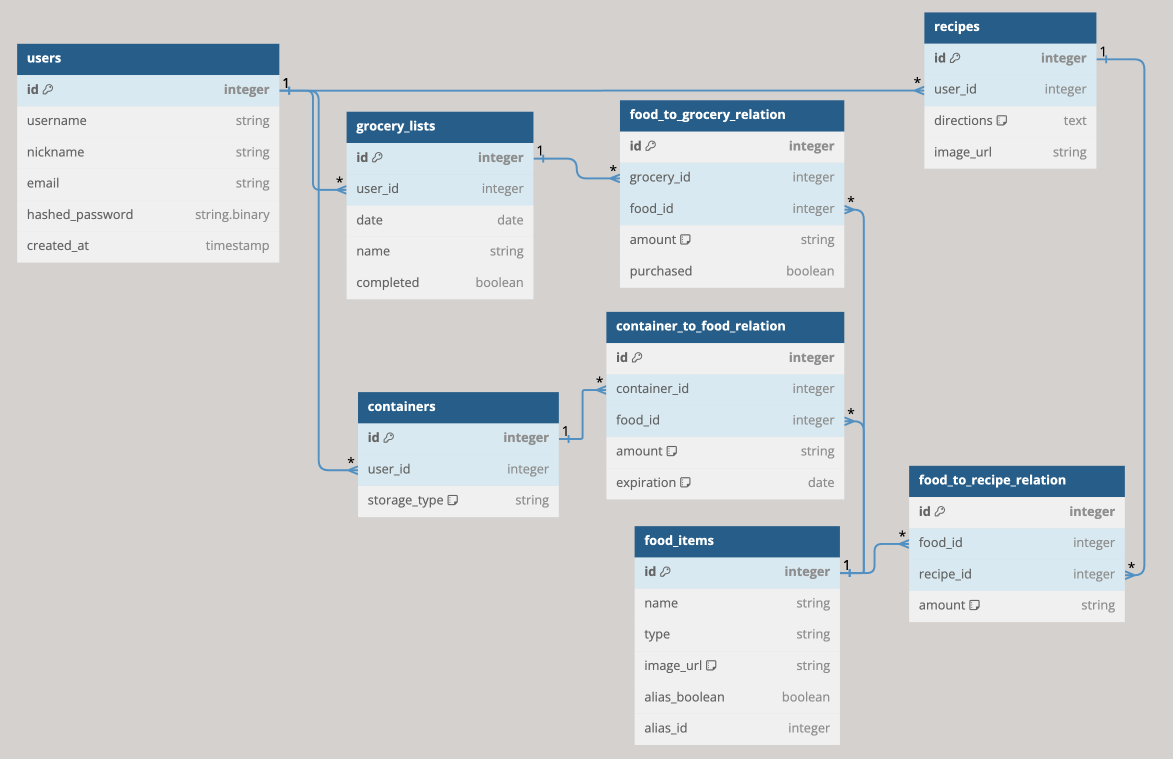 users
id integer
username string
nickname string
email string
hashed_password string.binary
created_at timestamp
1
*
*
*
grocery_lists
id integer
user_id integer
date date
name string
completed boolean
1
*
food_to_grocery_relation
id integer
grocery_id integer
food_id integer
amount string
purchased boolean
*
recipes
id integer
user_id integer
directions text
image_url string
1
containers
id integer
user_id integer
storage_type string
1
*
container_to_food_relation
id integer
container_id integer
food_id integer
amount string
expiration date
*
food_items
id integer
name string
type string
image_url string
alias_boolean boolean
alias_id integer
1
*
food_to_recipe_relation
id integer
food_id integer
recipe_id integer
amount string
*